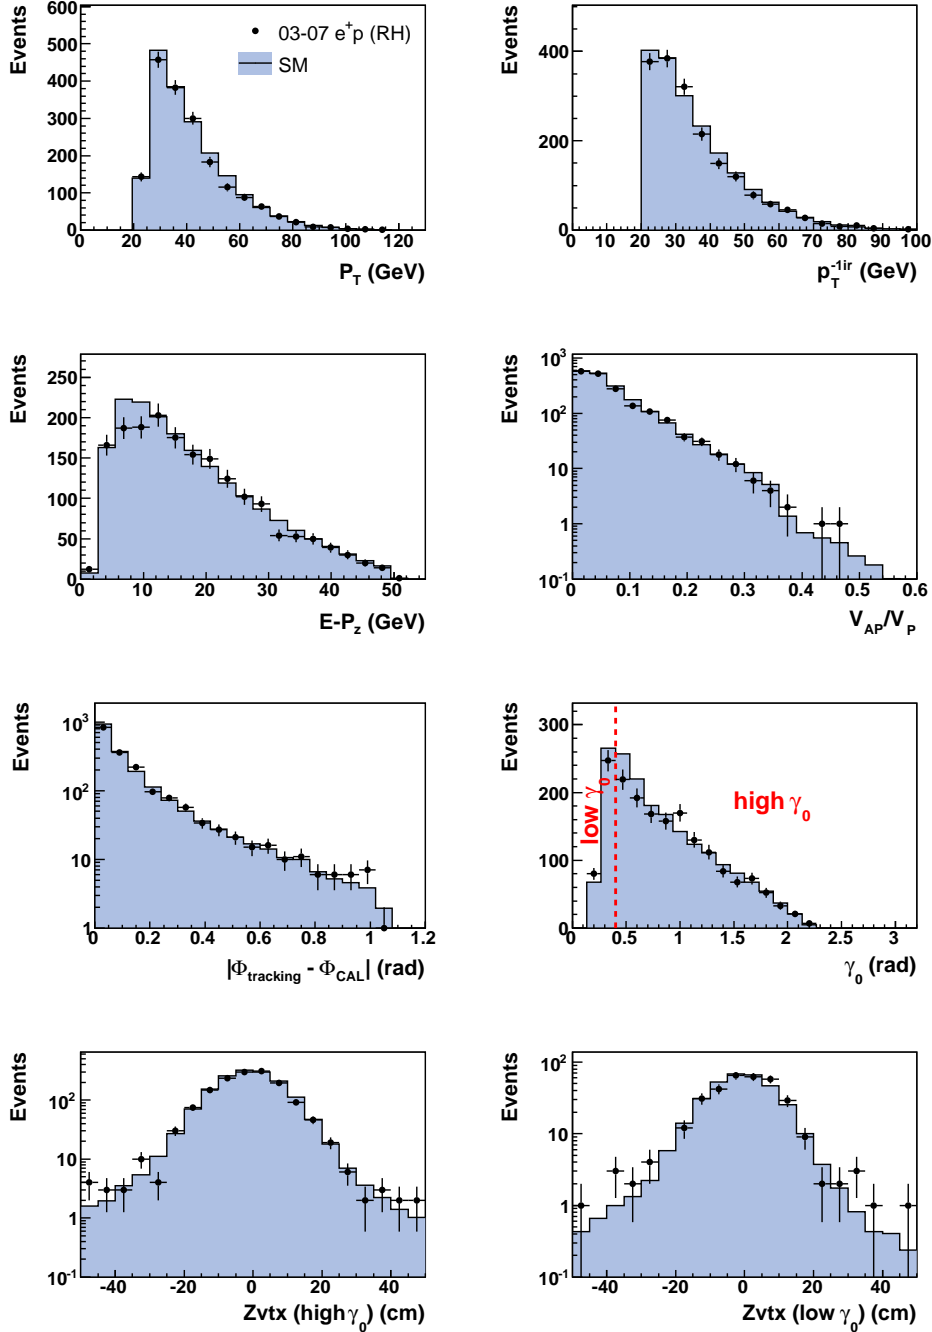 600
500
400
300
200
100
0
Events
03-07 e⁺p (RH)
SM
0 20 40 60 80 100 120
P_T (GeV)
400
200
0
Events
0 10 20 30 40 50 60 70 80 90 100
p_T^-1ir (GeV)
250
200
150
100
50
0
Events
0 10 20 30 40 50
E-P_z (GeV)
10³
10²
10
1
10⁻¹
Events
0 0.1 0.2 0.3 0.4 0.5 0.6
V_AP/V_P
10³
10²
10
1
Events
0 0.2 0.4 0.6 0.8 1 1.2
|Φ_tracking - Φ_CAL| (rad)
300
200
100
0
Events
low γ₀
high γ₀
0 0.5 1 1.5 2 2.5 3
γ₀ (rad)
10²
10
1
10⁻¹
Events
-40 -20 0 20 40
Zvtx (high γ₀) (cm)
10²
10
1
10⁻¹
Events
-40 -20 0 20 40
Zvtx (low γ₀) (cm)